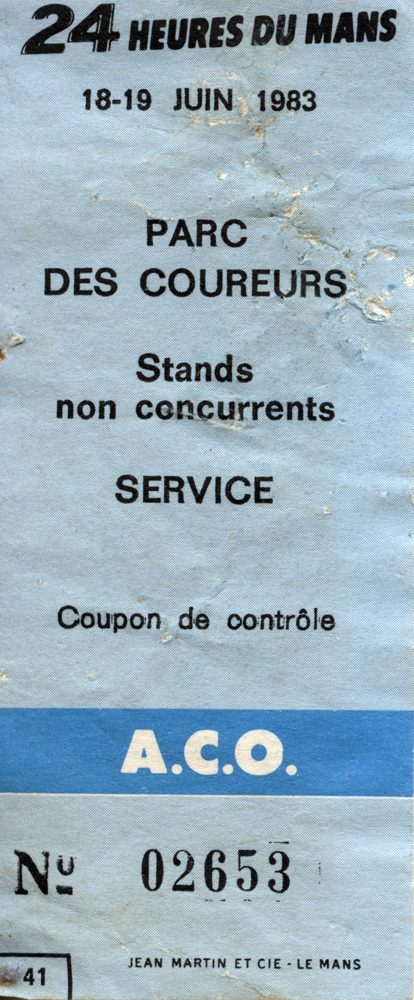 24 HEURES DU MANS
18-19 JUIN 1983
PARC
DES COUREURS
Stands
non concurrents
SERVICE
Coupon de contrôle
A.C.O.
Nº 02653
JEAN MARTIN ET CIE - LE MANS
41